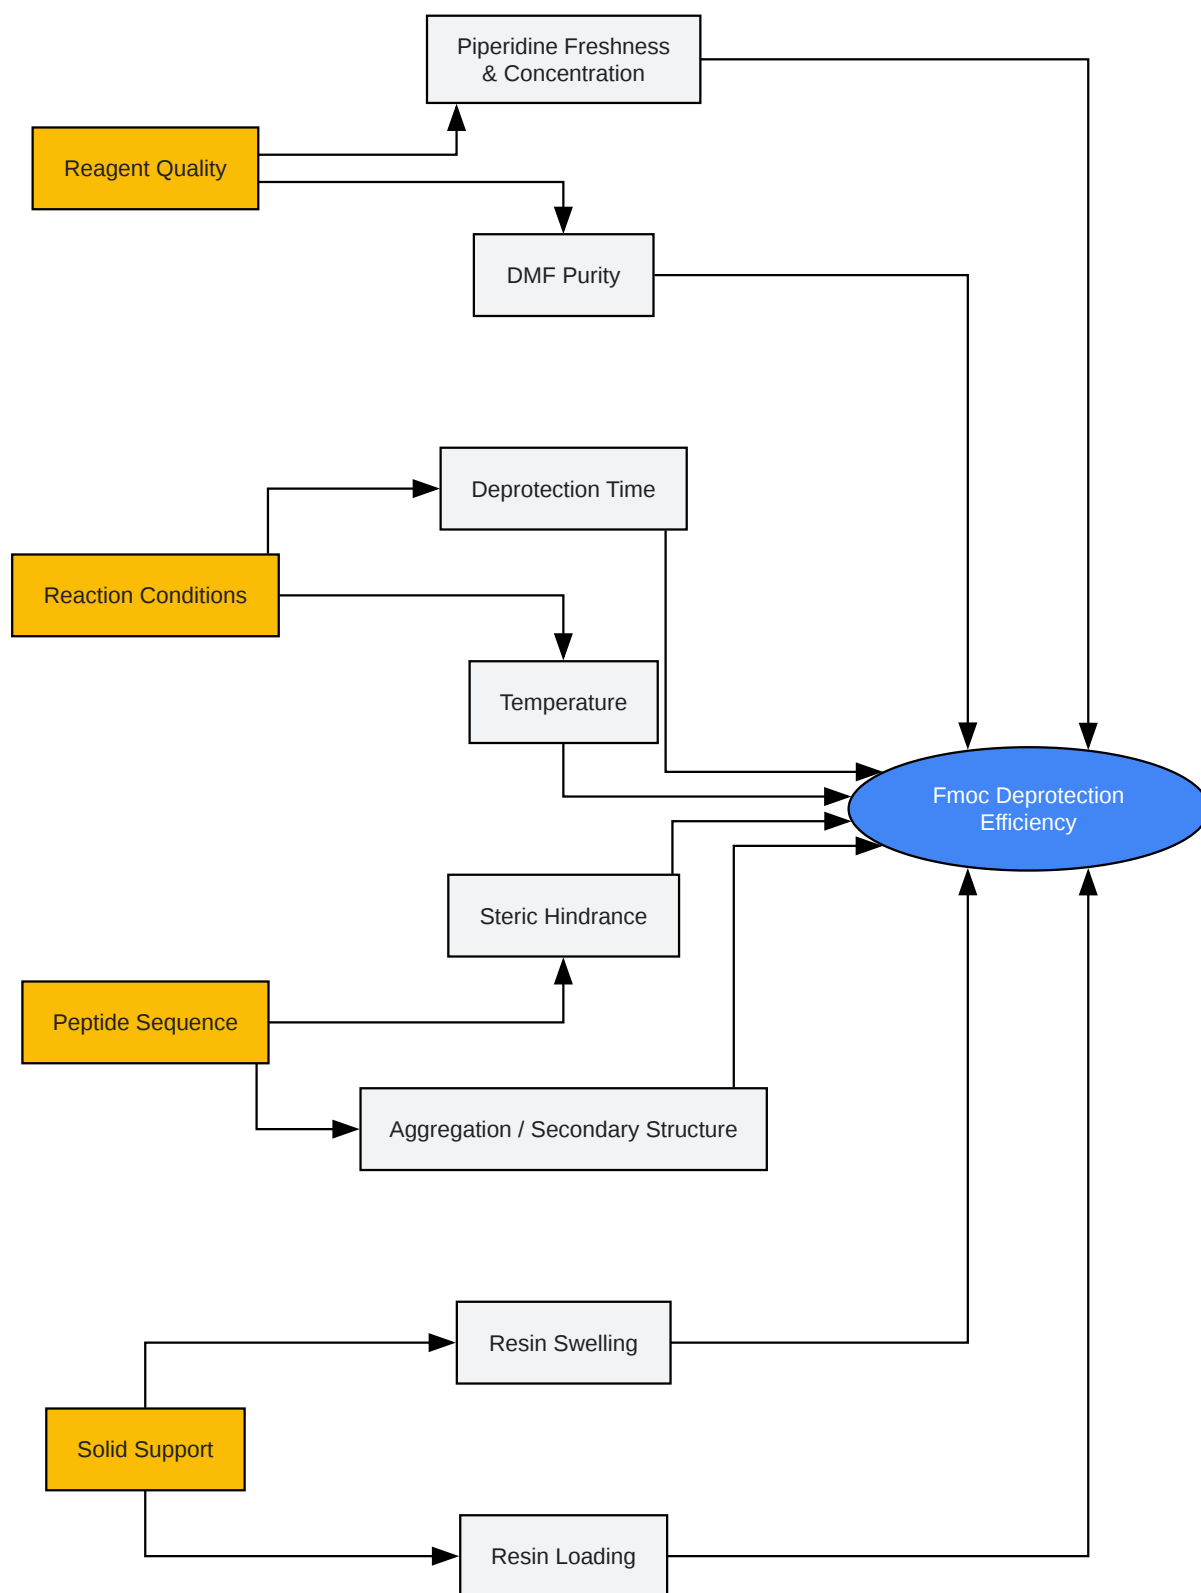 Piperidine Freshness
& Concentration
Reagent Quality
DMF Purity
Deprotection Time
Reaction Conditions
Temperature
Fmoc Deprotection
Efficiency
Steric Hindrance
Peptide Sequence
Aggregation / Secondary Structure
Resin Swelling
Solid Support
Resin Loading